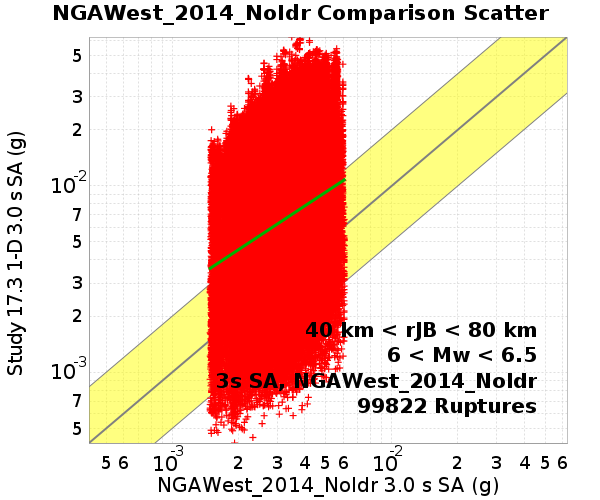 NGAWest_2014_NoIdr Comparison Scatter
Study 17.3 1-D 3.0 s SA (g)
5
3
2
10-2
7
5
3
2
10-3
7
5
40 km < rJB < 80 km
6 < Mw < 6.5
3s SA, NGAWest_2014_NoIdr
99822 Ruptures
5 6 10-3 2 3 4 5 6 10-2 2 3 4 5 6
NGAWest_2014_NoIdr 3.0 s SA (g)